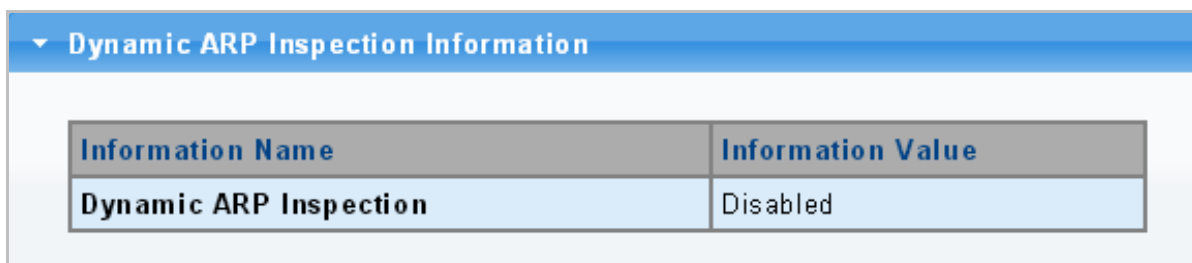 Dynamic ARP Inspection Information
Information Name Information Value
Dynamic ARP Inspection Disabled